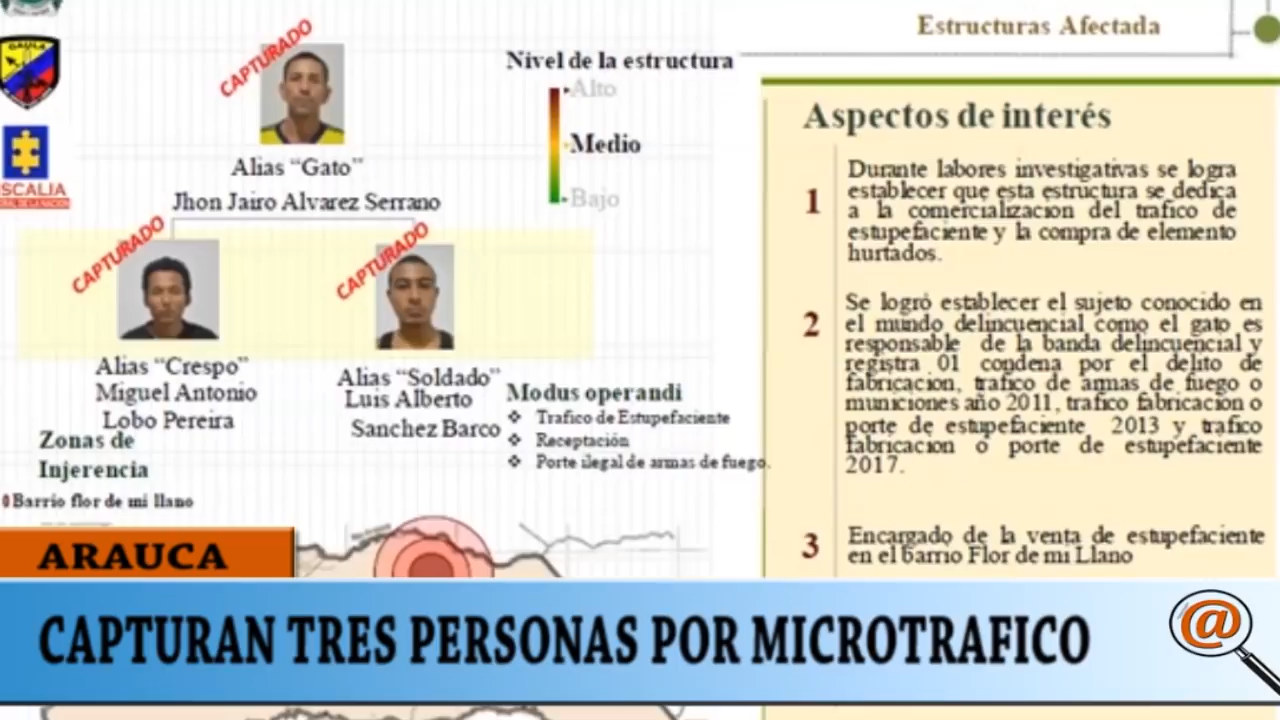 Estructuras Afectada
GAULA
CAPTURADO
Nivel de la estructura
Alto
Medio
Bajo
Alias “Gato”
Jhon Jairo Alvarez Serrano
CAPTURADO
CAPTURADO
Alias “Crespo”
Miguel Antonio
Lobo Pereira
Alias “Soldado”
Luis Alberto
Sanchez Barco
Zonas de
Injerencia
Barrio flor de mi llano
Modus operandi
❖ Trafico de Estupefaciente
❖ Receptación
❖ Porte ilegal de armas de fuego.
Aspectos de interés
1
Durante labores investigativas se logra
establecer que esta estructura se dedica
a la comercialización del trafico de
estupefaciente y la compra de elemento
hurtados.
2
Se logró establecer el sujeto conocido en
el mundo delincuencial como el gato es
responsable de la banda delincuencial y
registra 01 condena por el delito de
fabricacion, trafico de armas de fuego o
municiones año 2011, trafico fabricacion o
porte de estupefaciente 2013 y trafico
fabricacion o porte de estupefaciente
2017.
3
Encargado de la venta de estupefaciente
en el barrio Flor de mi Llano
ARAUCA
CAPTURAN TRES PERSONAS POR MICROTRAFICO
@